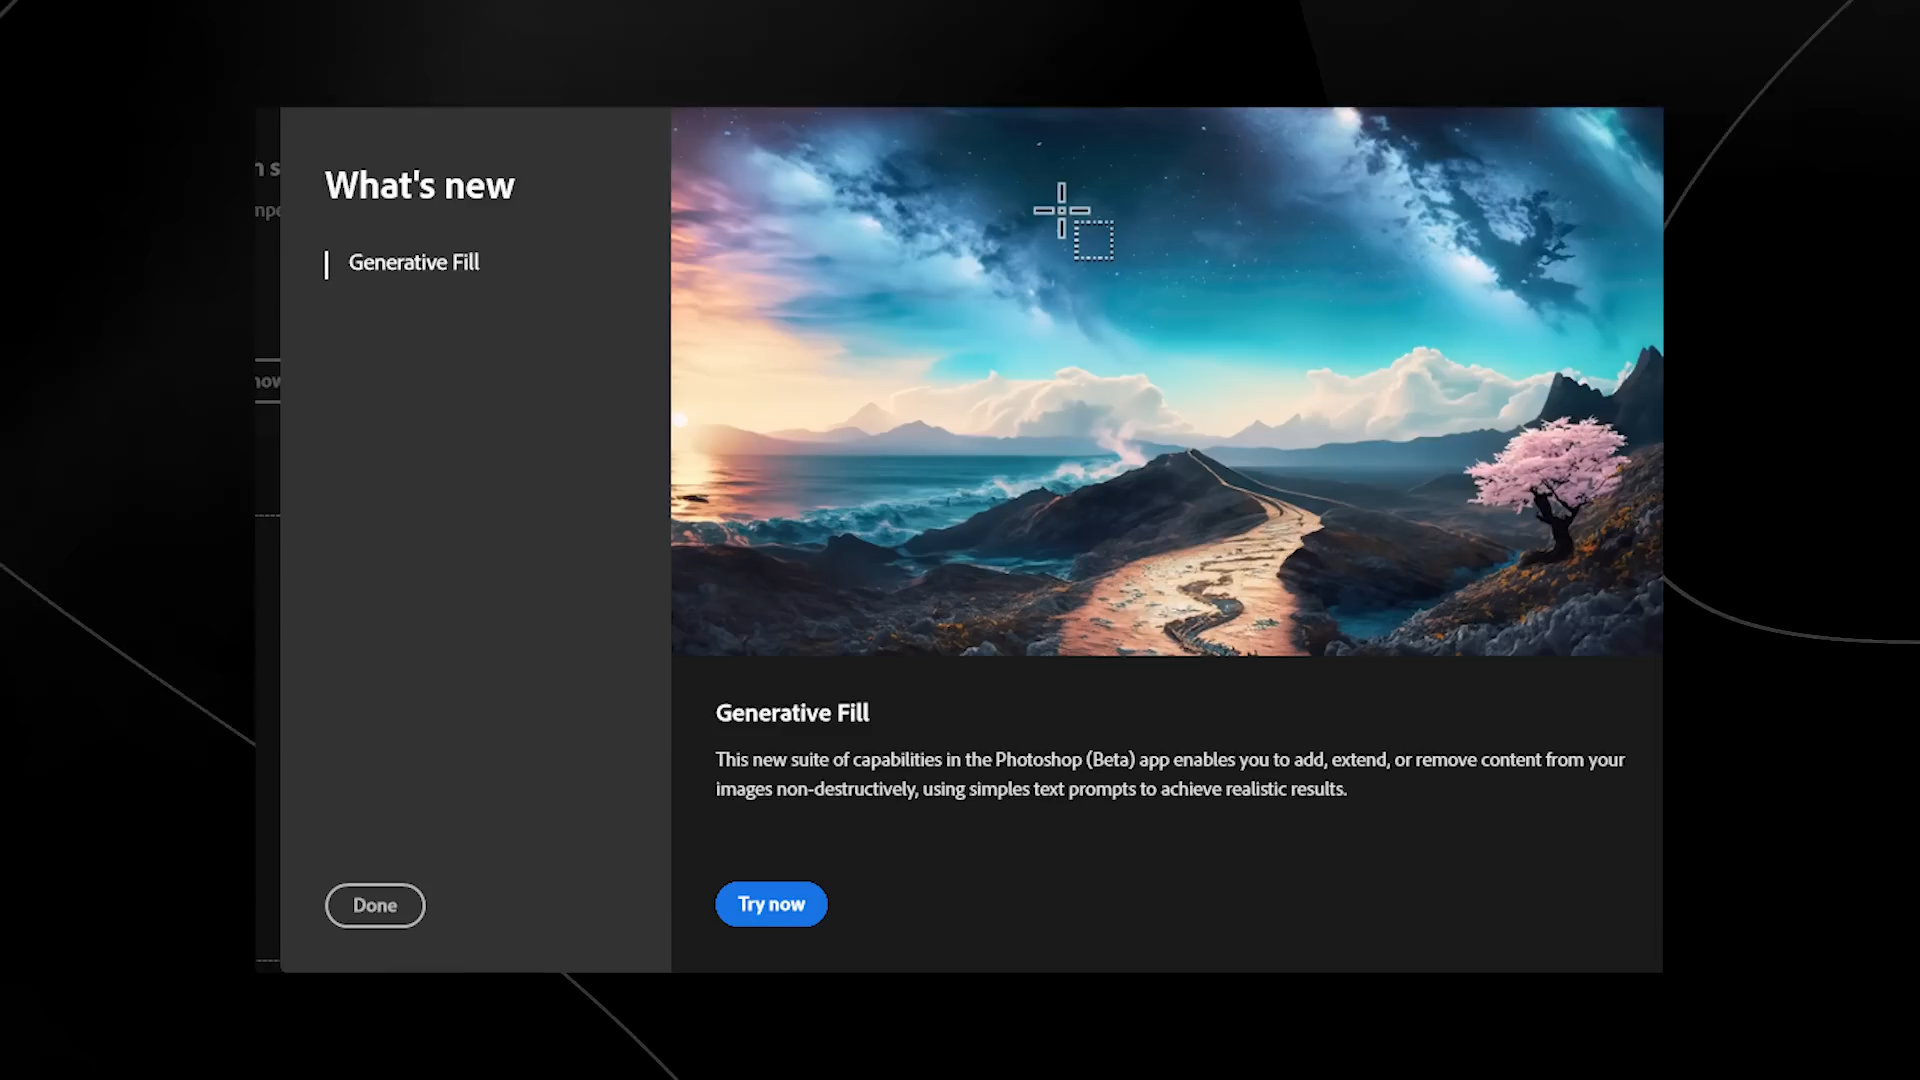 What's new
Generative Fill
Generative Fill
This new suite of capabilities in the Photoshop (Beta) app enables you to add, extend, or remove content from your
images non-destructively, using simples text prompts to achieve realistic results.
Done
Try now